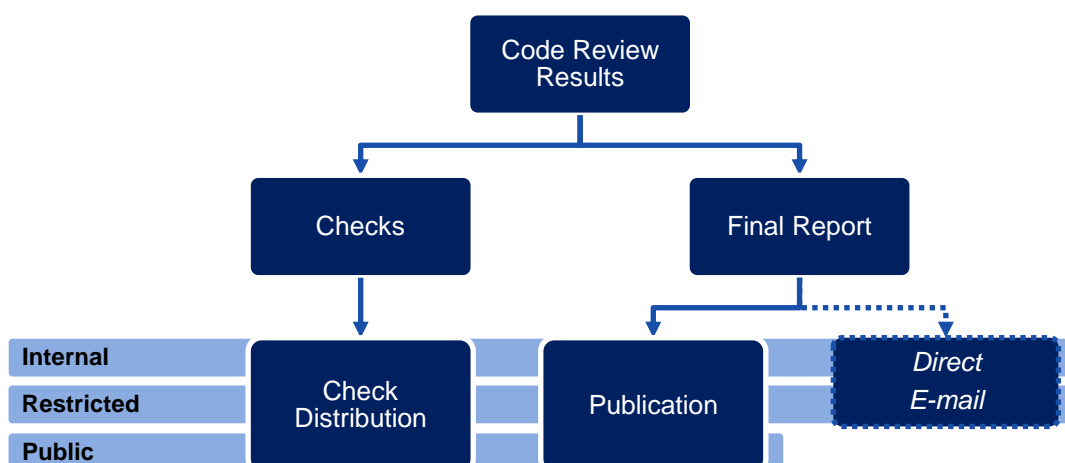 Code Review
Results
Checks
Final Report
Internal
Restricted
Public
Check
Distribution
Publication
Direct
E-mail